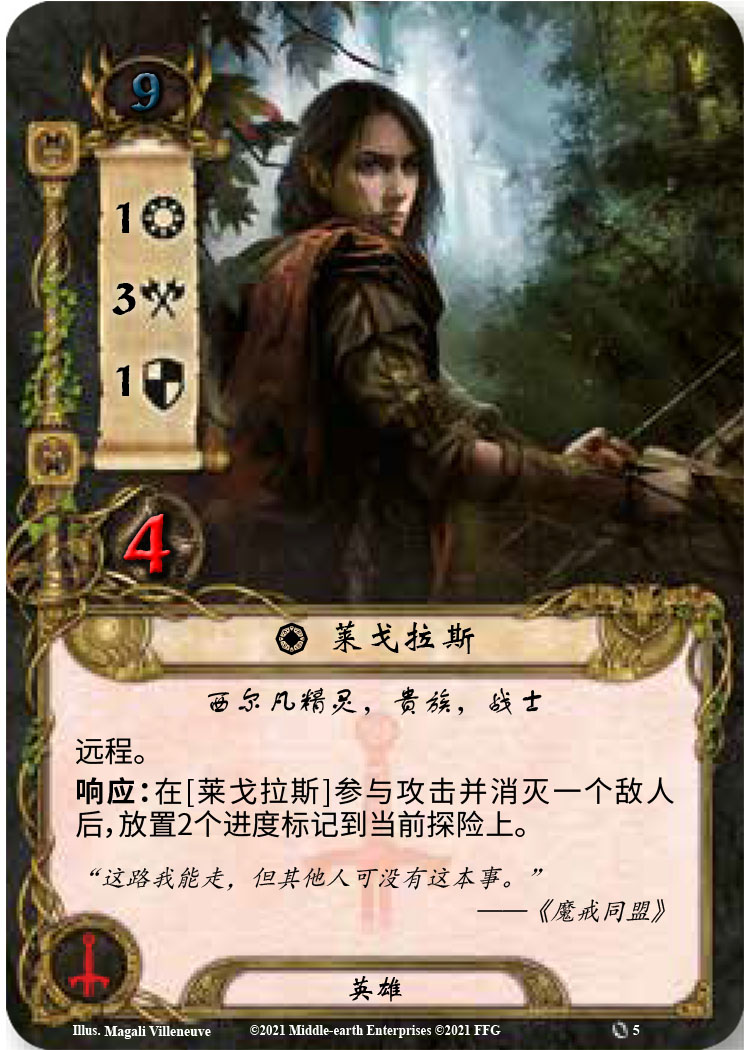 9
1
3
1
4
莱戈拉斯
西尔凡精灵，贵族，战士
远程。
响应：在[莱戈拉斯]参与攻击并消灭一个敌人
后，放置2个进度标记到当前探险上。
“这路我能走，但其他人可没有这本事。”
——《魔戒同盟》
英雄
Illus. Magali Villeneuve ©2021 Middle-earth Enterprises ©2021 FFG 5